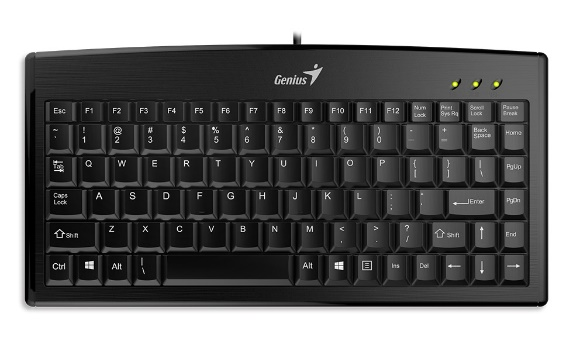 Genius
Esc F1 F2 F3 F4 F5 F6 F7 F8 F9 F10 F11 F12 Num Lock Print Sys Rq Scroll Lock Pause Break
~ ! @ # $ % ^ & * ( ) - + Back Space Home
1 2 3 4 5 6 7 8 9 0
Tab Q W E R T Y U I O P { } | PgUp
[ ] \
Caps Lock A S D F G H J K L : " Enter PgDn
⇧ Shift Z X C V B N M < > ? ⇧ Shift ↑ End
, . /
Ctrl Alt | \ Alt Ins Del ← ↓ →